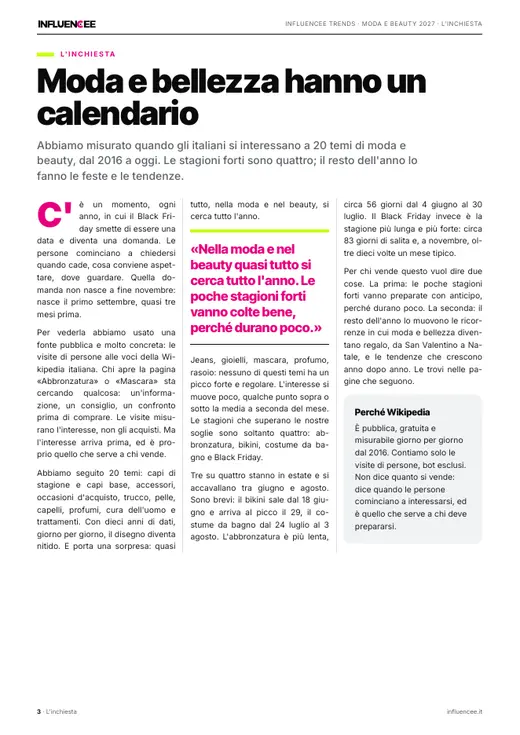 INFLUENCEE
INFLUENCEE TRENDS · MODA E BEAUTY 2027 · L'INCHIESTA
L'INCHIESTA
Moda e bellezza hanno un
calendario
Abbiamo misurato quando gli italiani si interessano a 20 temi di moda e
beauty, dal 2016 a oggi. Le stagioni forti sono quattro; il resto dell'anno lo
fanno le feste e le tendenze.
C'è un momento, ogni
anno, in cui il Black Fri-
day smette di essere una
data e diventa una domanda. Le
persone cominciano a chiedersi
quando cade, cosa conviene aspet-
tare, dove guardare. Quella do-
manda non nasce a fine novembre:
nasce il primo settembre, quasi tre
mesi prima.
Per vederla abbiamo usato una
fonte pubblica e molto concreta: le
visite di persone alle voci della Wi-
kipedia italiana. Chi apre la pagina
«Abbronzatura» o «Mascara» sta
cercando qualcosa: un'informa-
zione, un consiglio, un confronto
prima di comprare. Le visite misu-
rano l'interesse, non gli acquisti. Ma
l'interesse arriva prima, ed è pro-
prio quello che serve a chi vende.
Abbiamo seguito 20 temi: capi di
stagione e capi base, accessori,
occasioni d'acquisto, trucco, pelle,
capelli, profumi, cura dell'uomo e
trattamenti. Con dieci anni di dati,
giorno per giorno, il disegno diventa
nitido. E porta una sorpresa: quasi
tutto, nella moda e nel beauty, si
cerca tutto l'anno.
«Nella moda e nel
beauty quasi tutto si
cerca tutto l'anno. Le
poche stagioni forti
vanno colte bene,
perché durano poco.»
Jeans, gioielli, mascara, profumo,
rasoio: nessuno di questi temi ha un
picco forte e regolare. L'interesse si
muove poco, qualche punto sopra o
sotto la media a seconda del mese.
Le stagioni che superano le nostre
soglie sono soltanto quattro: ab-
bronzatura, bikini, costume da ba-
gno e Black Friday.
Tre su quattro stanno in estate e si
accavallano tra giugno e agosto.
Sono brevi: il bikini sale dal 18 giu-
gno e arriva al picco il 29, il co-
stume da bagno dal 24 luglio al 3
agosto. L'abbronzatura è più lenta,
circa 56 giorni dal 4 giugno al 30
luglio. Il Black Friday invece è la
stagione più lunga e più forte: circa
83 giorni di salita e, a novembre, ol-
tre dieci volte un mese tipico.
Per chi vende questo vuol dire due
cose. La prima: le poche stagioni
forti vanno preparate con anticipo,
perché durano poco. La seconda: il
resto dell'anno lo muovono le ricor-
renze in cui moda e bellezza diven-
tano regalo, da San Valentino a Na-
tale, e le tendenze che crescono
anno dopo anno. Le trovi nelle pa-
gine che seguono.
Perché Wikipedia
È pubblica, gratuita e
misurabile giorno per giorno
dal 2016. Contiamo solo le
visite di persone, bot esclusi.
Non dice quanto si vende:
dice quando le persone
cominciano a interessarsi, ed
è quello che serve a chi deve
prepararsi.
3 · L'inchiesta
influencee.it